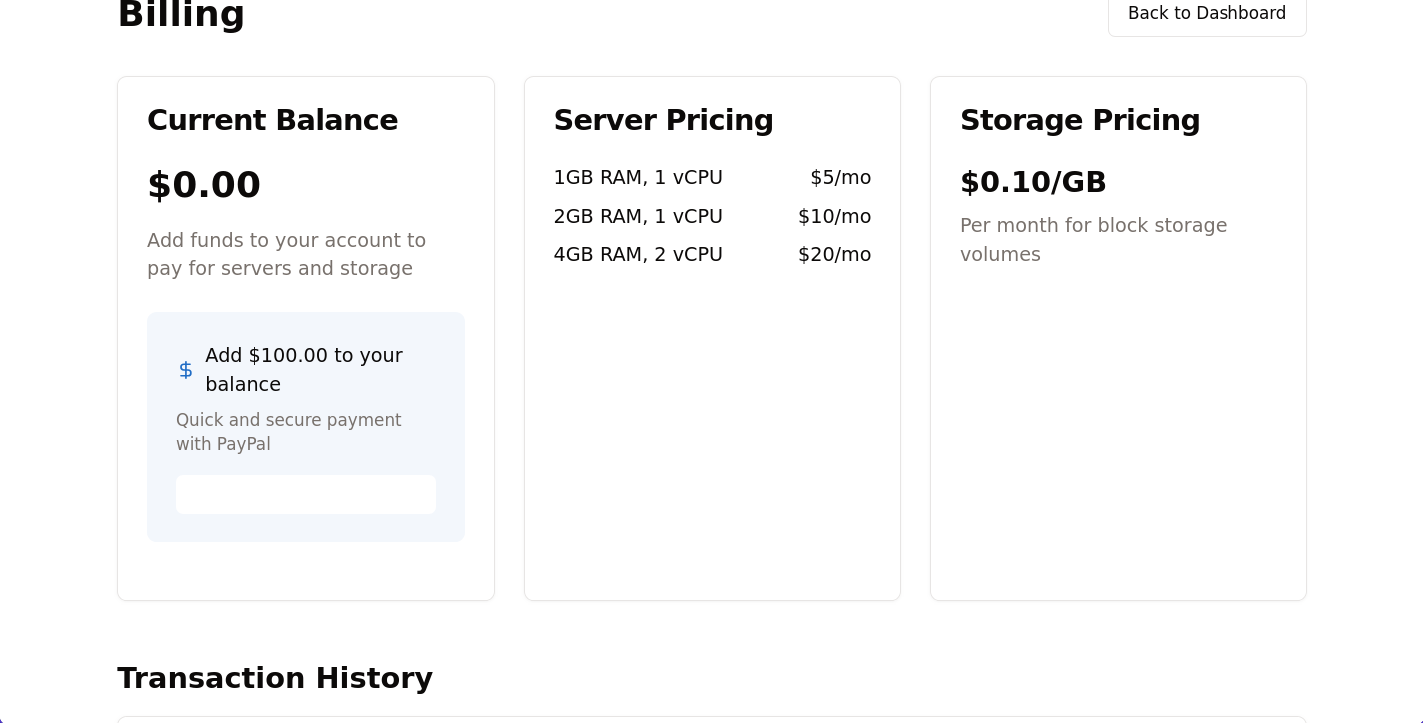 Billing
Back to Dashboard
Current Balance
$0.00
Add funds to your account to
pay for servers and storage
$ Add $100.00 to your
balance
Quick and secure payment
with PayPal
Server Pricing
1GB RAM, 1 vCPU $5/mo
2GB RAM, 1 vCPU $10/mo
4GB RAM, 2 vCPU $20/mo
Storage Pricing
$0.10/GB
Per month for block storage
volumes
Transaction History